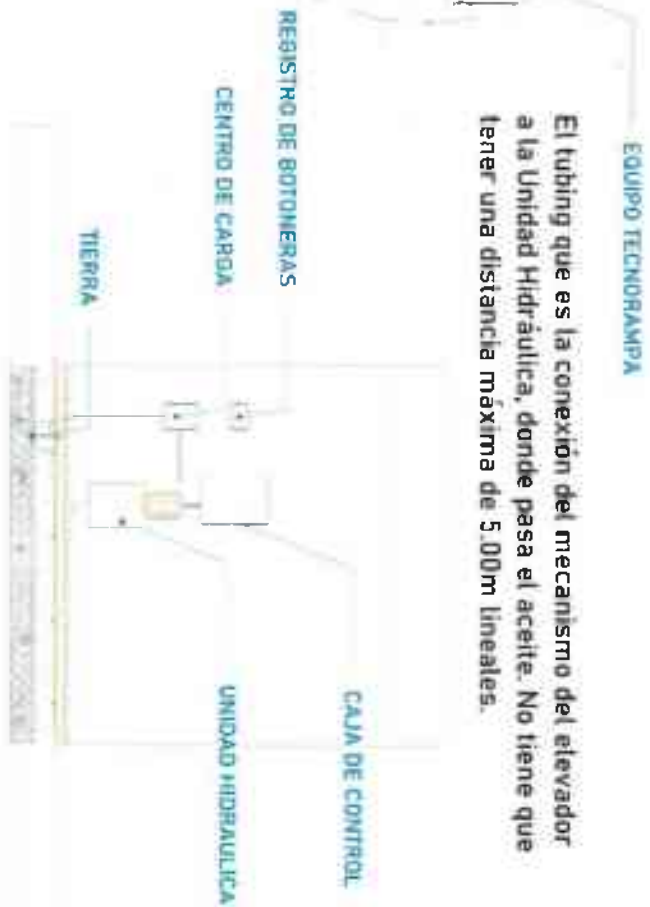 EQUIPO TECNORAMPA
El tubing que es la conexión del mecanismo del elevador
a la Unidad Hidráulica, donde pasa el aceite. No tiene que
tener una distancia máxima de 5.00m lineales.
REGISTRO DE BOTONERAS
CENTRO DE CARGA
TIERRA
CAJA DE CONTROL
UNIDAD HIDRAULICA